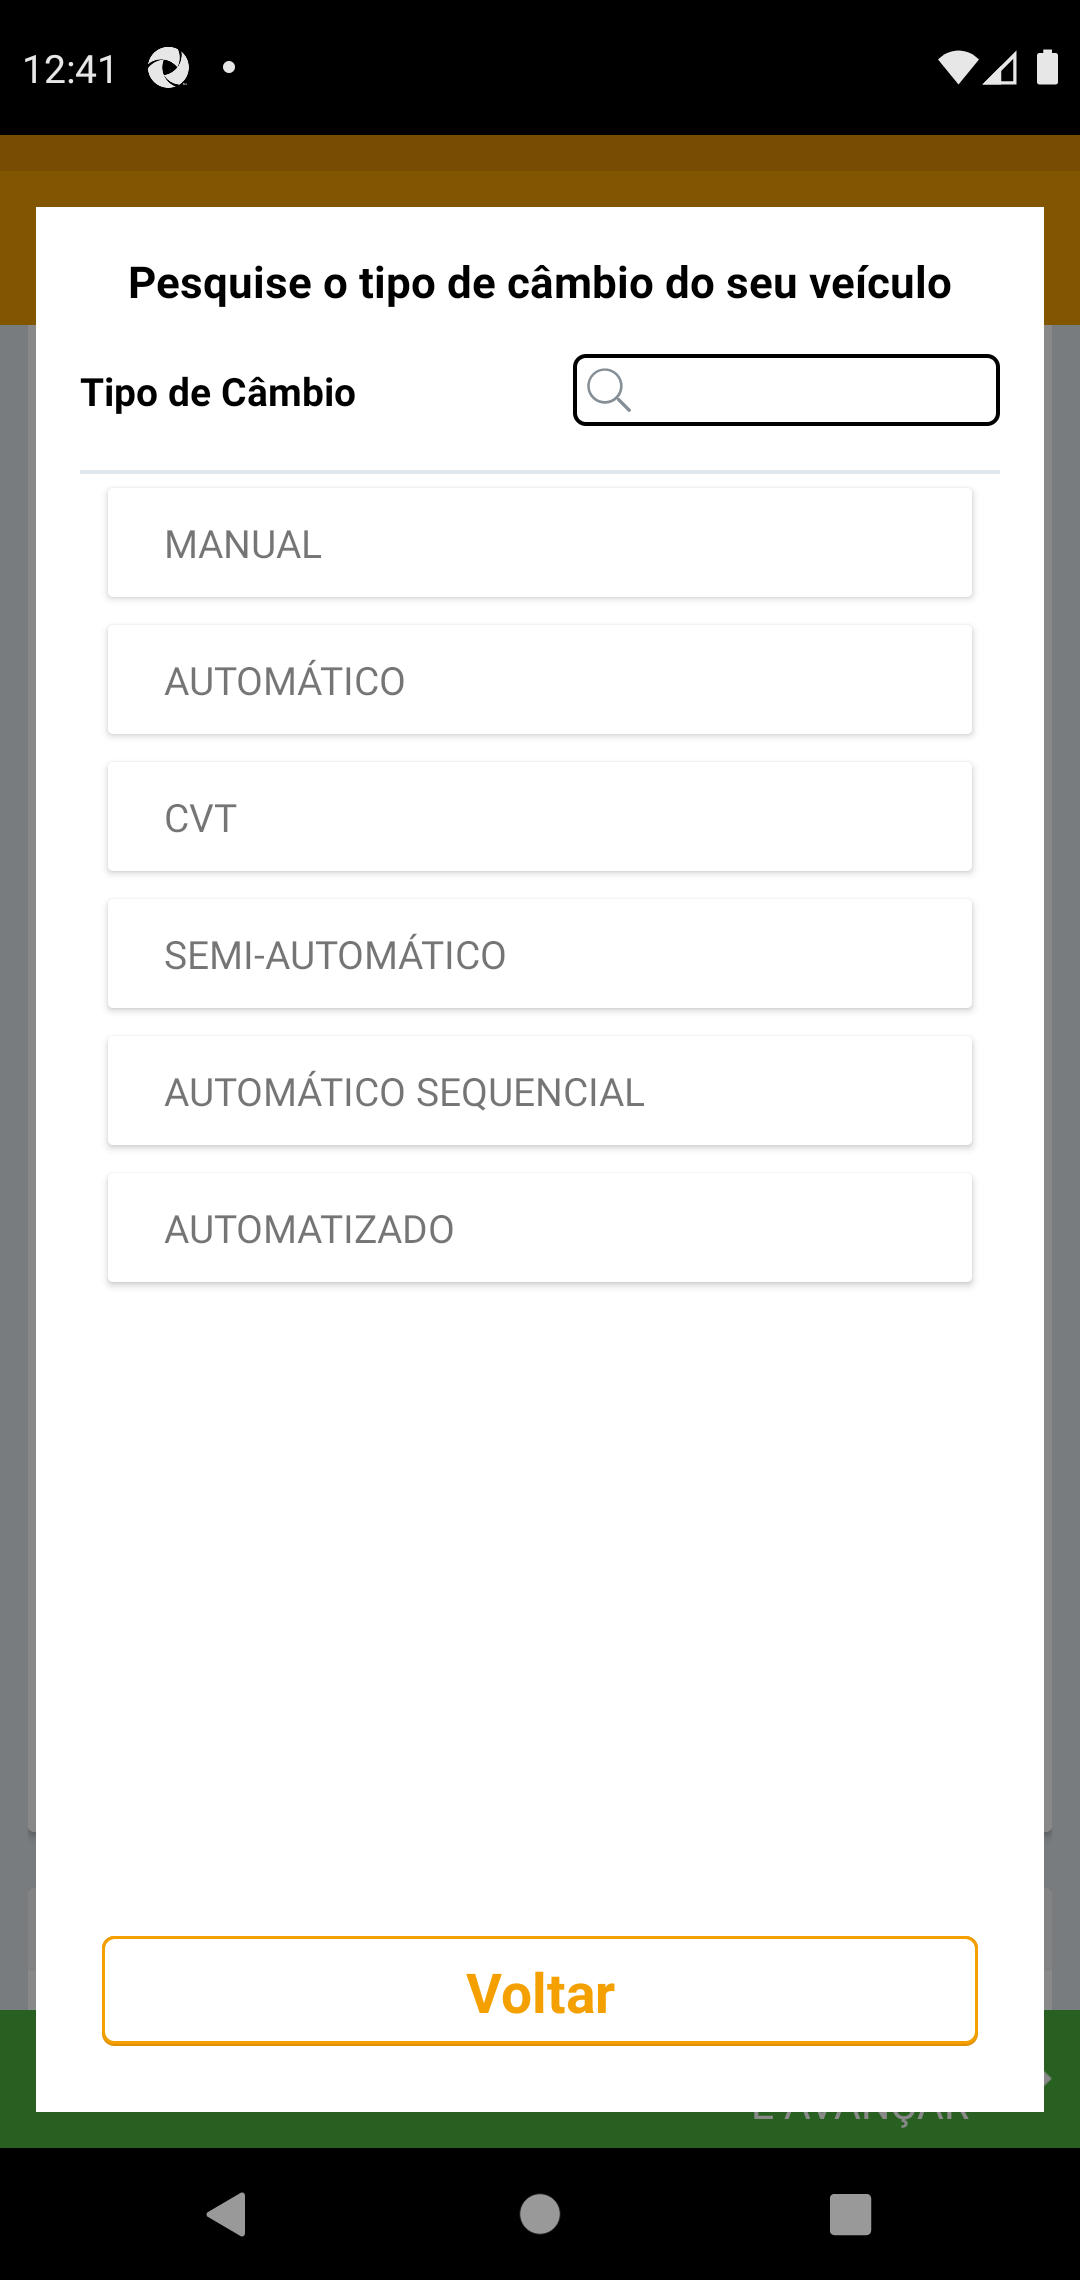 12:41
Pesquise o tipo de câmbio do seu veículo
Tipo de Câmbio
MANUAL
AUTOMÁTICO
CVT
SEMI-AUTOMÁTICO
AUTOMÁTICO SEQUENCIAL
AUTOMATIZADO
Voltar
E AVANÇAR